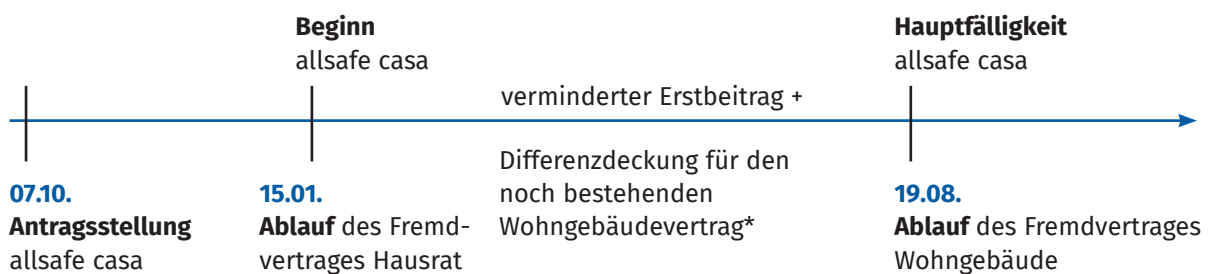 Beginn
allsafe casa
Hauptfälligkeit
allsafe casa
verminderter Erstbeitrag +
07.10.
Antragsstellung
allsafe casa
15.01.
Ablauf des Fremd-
vertrages Hausrat
Differenzdeckung für den
noch bestehenden
Wohngebäudevertrag*
19.08.
Ablauf des Fremdvertrages
Wohngebäude